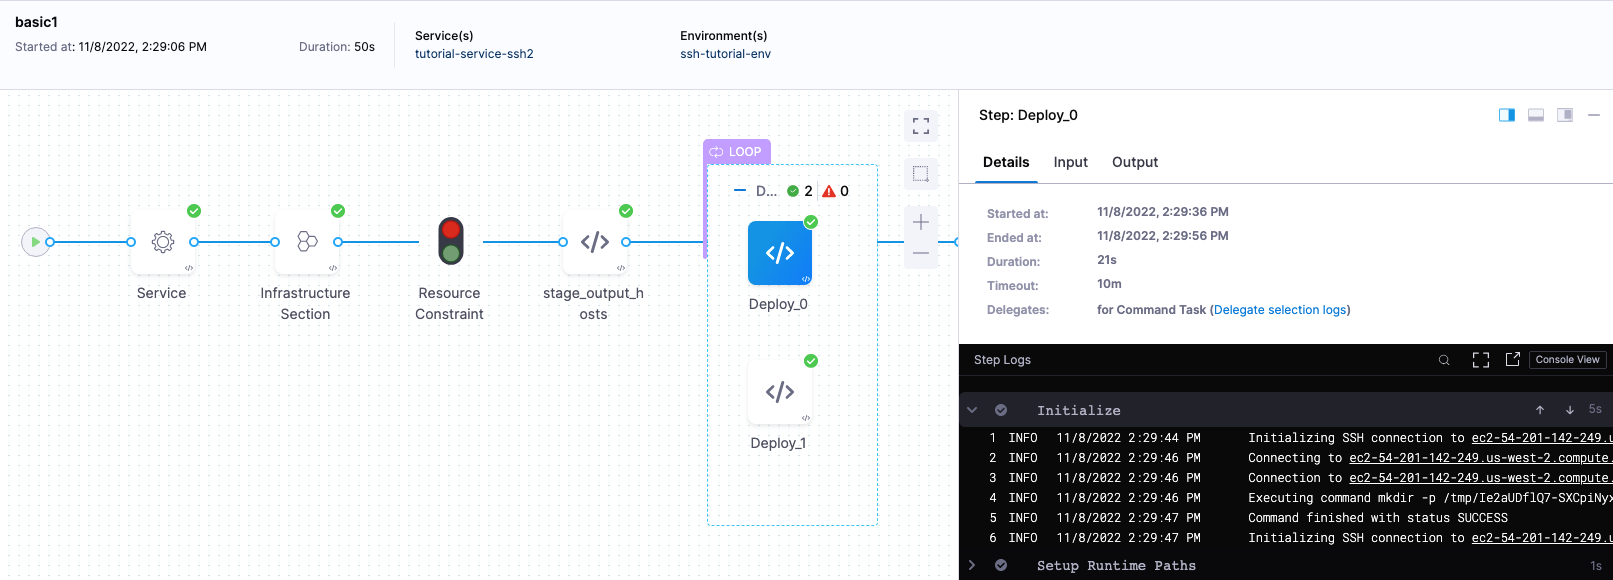 basic1
Started at: 11/8/2022, 2:29:06 PM
Duration: 50s
Service(s)
tutorial-service-ssh2
Environment(s)
ssh-tutorial-env
LOOP
D... 2 0
Service
Infrastructure
Section
Resource
Constraint
stage_output_h
osts
Deploy_0
Deploy_1
Step: Deploy_0
Details Input Output
Started at: 11/8/2022, 2:29:36 PM
Ended at: 11/8/2022, 2:29:56 PM
Duration: 21s
Timeout: 10m
Delegates: for Command Task (Delegate selection logs)
Step Logs
Console View
Initialize 5s
1 INFO 11/8/2022 2:29:44 PM Initializing SSH connection to ec2-54-201-142-249.u
2 INFO 11/8/2022 2:29:46 PM Connecting to ec2-54-201-142-249.us-west-2.compute.
3 INFO 11/8/2022 2:29:46 PM Connection to ec2-54-201-142-249.us-west-2.compute.
4 INFO 11/8/2022 2:29:46 PM Executing command mkdir -p
5 INFO 11/8/2022 2:29:47 PM Command finished with status SUCCESS
6 INFO 11/8/2022 2:29:47 PM Initializing SSH connection to ec2-54-201-142-249.u
Setup Runtime Paths 1s